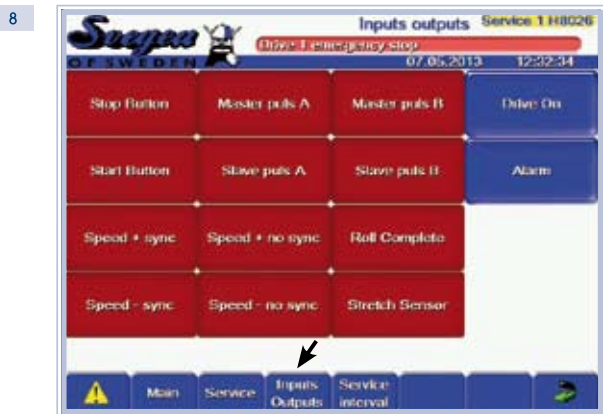 8
Inputs outputs
Service 1 H8026
Svegea
Drive 1 emergency stop
OF SWEDEN
07.05.2013 12:32:34
Stop Button
Master puls A
Master puls B
Drive On
Start Button
Slave puls A
Slave puls B
Alarm
Speed + sync
Speed + no sync
Roll Complete
Speed - sync
Speed - no sync
Stretch Sensor
Main
Service
Inputs
Outputs
Service
interval